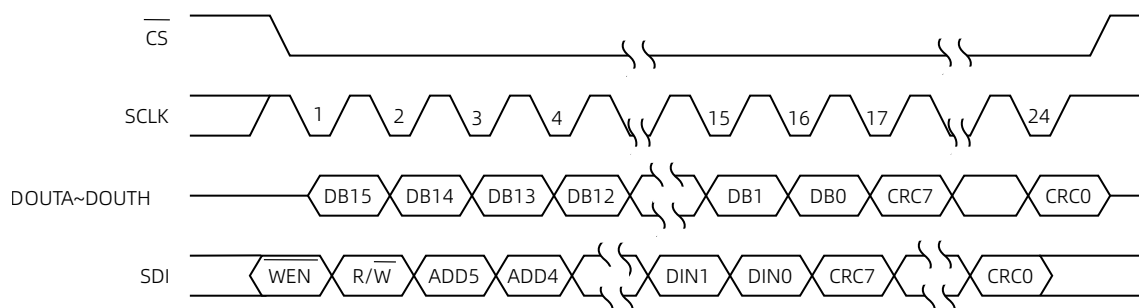 CS
SCLK 1 2 3 4 15 16 17 24
DOUTA~DOUTH DB15 DB14 DB13 DB12 DB1 DB0 CRC7 CRC0
SDI WEN R/W ADD5 ADD4 DIN1 DIN0 CRC7 CRC0